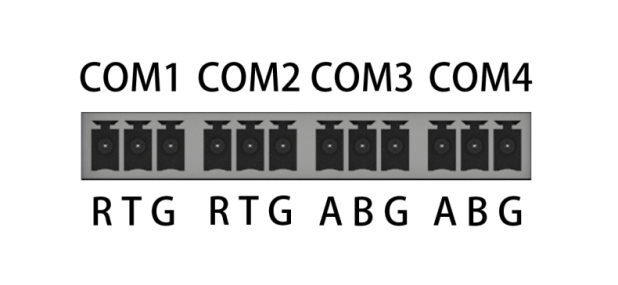 COM1 COM2 COM3 COM4
R T G R T G A B G A B G